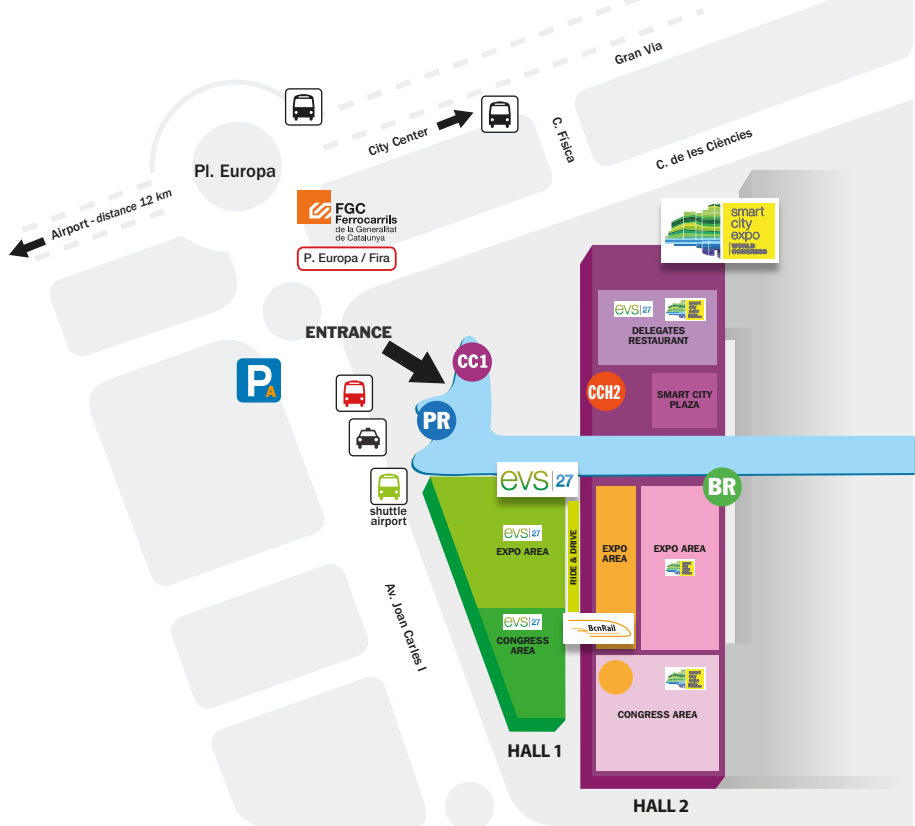 Gran Via
City Center
C. Física
C. de les Ciències
Pl. Europa
Airport - distance 12 km
FGC
Ferrocarrils
de la Generalitat
de Catalunya
P. Europa / Fira
smart
city
expo
WORLD
CONGRESS
ENTRANCE
CC1
PA
PR
evs|27
DELEGATES
RESTAURANT
CCH2
SMART CITY
PLAZA
evs|27
BR
shuttle
airport
evs|27
EXPO AREA
RIDE & DRIVE
EXPO
AREA
EXPO AREA
evs|27
CONGRESS
AREA
BcnRail
Av. Joan Carles I
CONGRESS AREA
HALL 1
HALL 2